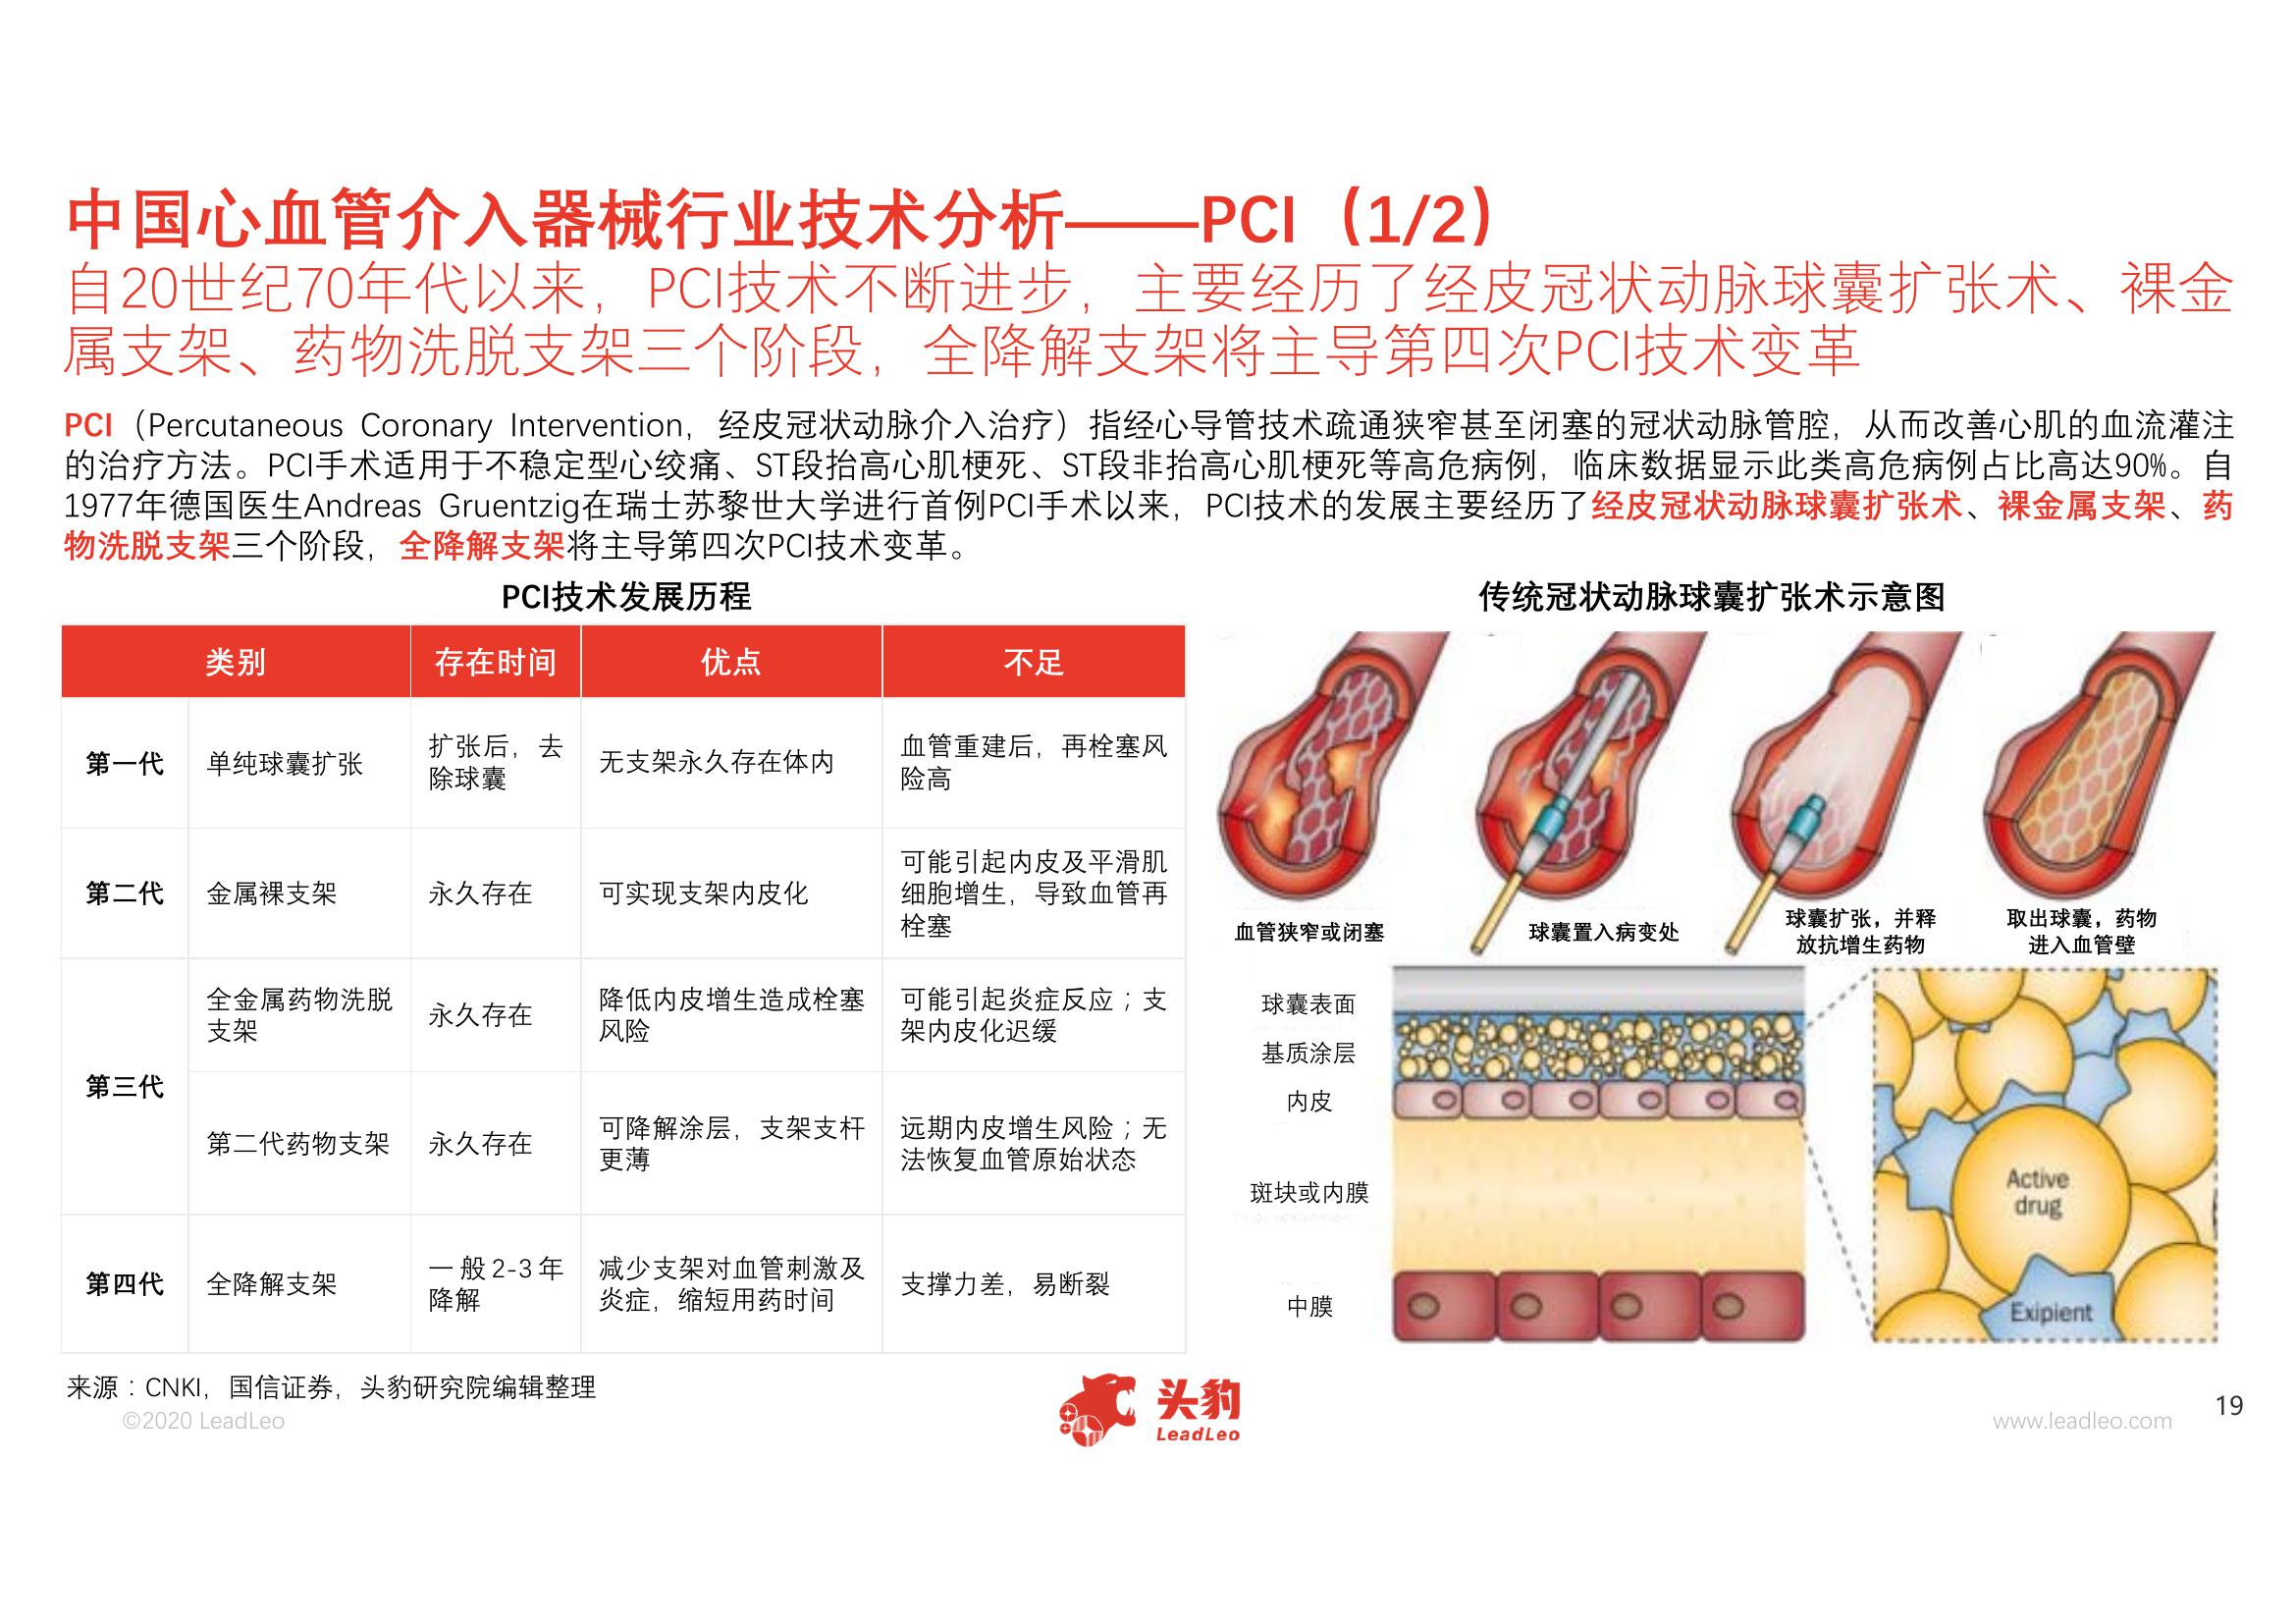 中国心血管介入器械行业技术分析——PCI（1/2）
自20世纪70年代以来，PCI技术不断进步，主要经历了经皮冠状动脉球囊扩张术、裸金
属支架、药物洗脱支架三个阶段，全降解支架将主导第四次PCI技术变革
PCI（Percutaneous Coronary Intervention，经皮冠状动脉介入治疗）指经心导管技术疏通狭窄甚至闭塞的冠状动脉管腔，从而改善心肌的血流灌注
的治疗方法。PCI手术适用于不稳定型心绞痛、ST段抬高心肌梗死、ST段非抬高心肌梗死等高危病例，临床数据显示此类高危病例占比高达90%。自
1977年德国医生Andreas Gruentzig在瑞士苏黎世大学进行首例PCI手术以来，PCI技术的发展主要经历了经皮冠状动脉球囊扩张术、裸金属支架、药
物洗脱支架三个阶段，全降解支架将主导第四次PCI技术变革。
PCI技术发展历程
类别 存在时间 优点 不足
第一代
单纯球囊扩张
扩张后，去
除球囊
无支架永久存在体内
血管重建后，再栓塞风
险高
第二代
金属裸支架
永久存在
可实现支架内皮化
可能引起内皮及平滑肌
细胞增生，导致血管再
栓塞
第三代
全金属药物洗脱
支架
永久存在
降低内皮增生造成栓塞
风险
可能引起炎症反应；支
架内皮化迟缓
第二代药物支架
永久存在
可降解涂层，支架支杆
更薄
远期内皮增生风险；无
法恢复血管原始状态
第四代
全降解支架
一般2-3年
降解
减少支架对血管刺激及
炎症，缩短用药时间
支撑力差，易断裂
传统冠状动脉球囊扩张术示意图
血管狭窄或闭塞
球囊置入病变处
球囊扩张，并释
放抗增生药物
取出球囊，药物
进入血管壁
球囊表面
基质涂层
内皮
斑块或内膜
中膜
Active
drug
Exipient
来源：CNKI，国信证券，头豹研究院编辑整理
©2020 LeadLeo
头豹
LeadLeo
www.leadleo.com
19